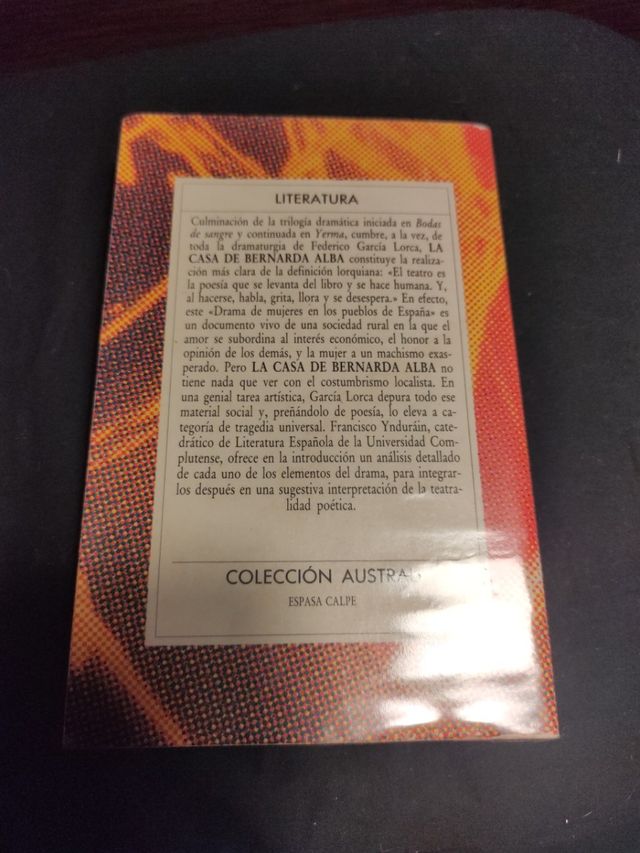 LITERATURA
Culminación de la trilogía dramática iniciada en Bodas
de sangre y continuada en Yerma, cumbre, a la vez, de
toda la dramaturgia de Federico García Lorca, LA
CASA DE BERNARDA ALBA constituye la realiza-
ción más clara de la definición lorquiana: «El teatro es
la poesía que se levanta del libro y se hace humana. Y,
al hacerse, habla, grita, llora y se desespera.» En efecto,
este «Drama de mujeres en los pueblos de España» es
un documento vivo de una sociedad rural en la que el
amor se subordina al interés económico, el honor a la
opinión de los demás, y la mujer a un machismo exas-
perado. Pero LA CASA DE BERNARDA ALBA no
tiene nada que ver con el costumbrismo localista. En
una genial tarea artística, García Lorca depura todo ese
material social y, preñándolo de poesía, lo eleva a ca-
tegoría de tragedia universal. Francisco Ynduráin, cate-
drático de Literatura Española de la Universidad Com-
plutense, ofrece en la introducción un análisis detallado
de cada uno de los elementos del drama, para integrar-
los después en una sugestiva interpretación de la teatra-
lidad poética.
COLECCIÓN AUSTRAL
ESPASA CALPE